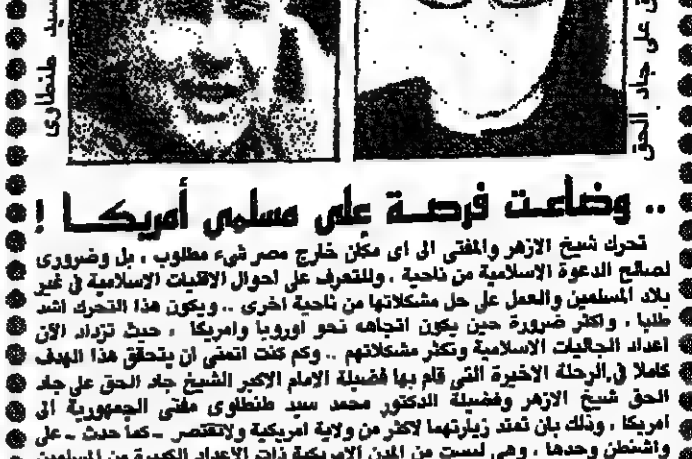 سيد طنطاوى
على جاد الحق
.. وضاعت فرصة على مسلمى أمريكا !
تحرك شيخ الازهر والمفتى الى اى مكان خارج مصر شىء مطلوب ، بل وضرورى
لصالح الدعوة الاسلامية من ناحية ، وللتعرف على احوال الاقليات الاسلامية فى غير
بلاد المسلمين والعمل على حل مشكلاتها من ناحية اخرى .. ويكون هذا التحرك اشد
طلبا ، واكثر ضرورة حين يكون اتجاهه نحو اوروبا وامريكا ، حيث تزداد الآن
اعداد الجاليات الاسلامية وتكثر مشكلاتهم .. وكم كنت اتمنى ان يتحقق هذا الهدف
كاملا فى الرحلة الاخيرة التى قام بها فضيلة الامام الاكبر الشيخ جاد الحق على جاد
الحق شيخ الازهر وفضيلة الدكتور محمد سيد طنطاوى مفتى الجمهورية الى
امريكا ، وذلك بان تمتد زيارتهما لاكثر من ولاية امريكية ولاتقتصر ـ كما حدث ـ على
واشنطن وحدها ، وهى ليست من المدن الامريكية ذات الاعداد الكبيرة من المسلمين